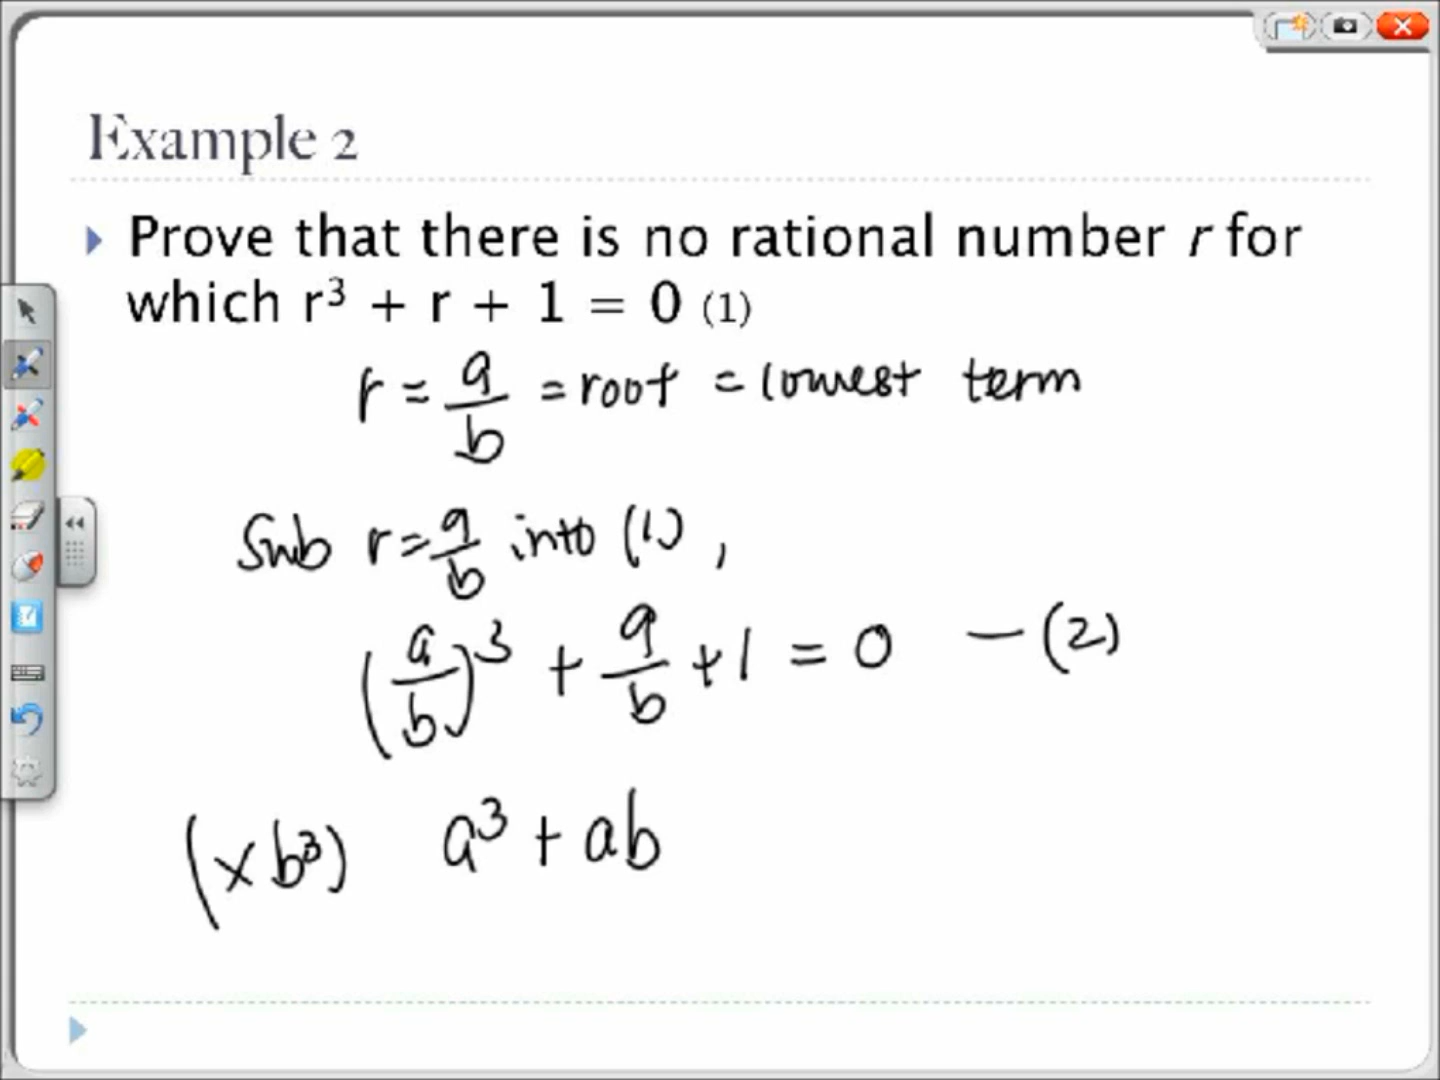 Example 2
Prove that there is no rational number r for
which r³ + r + 1 = 0 (1)
r = a/b = root = lowest term
Sub r = a/b into (1) ,
(a/b)³ + a/b + 1 = 0 — (2)
(× b³) a³ + ab